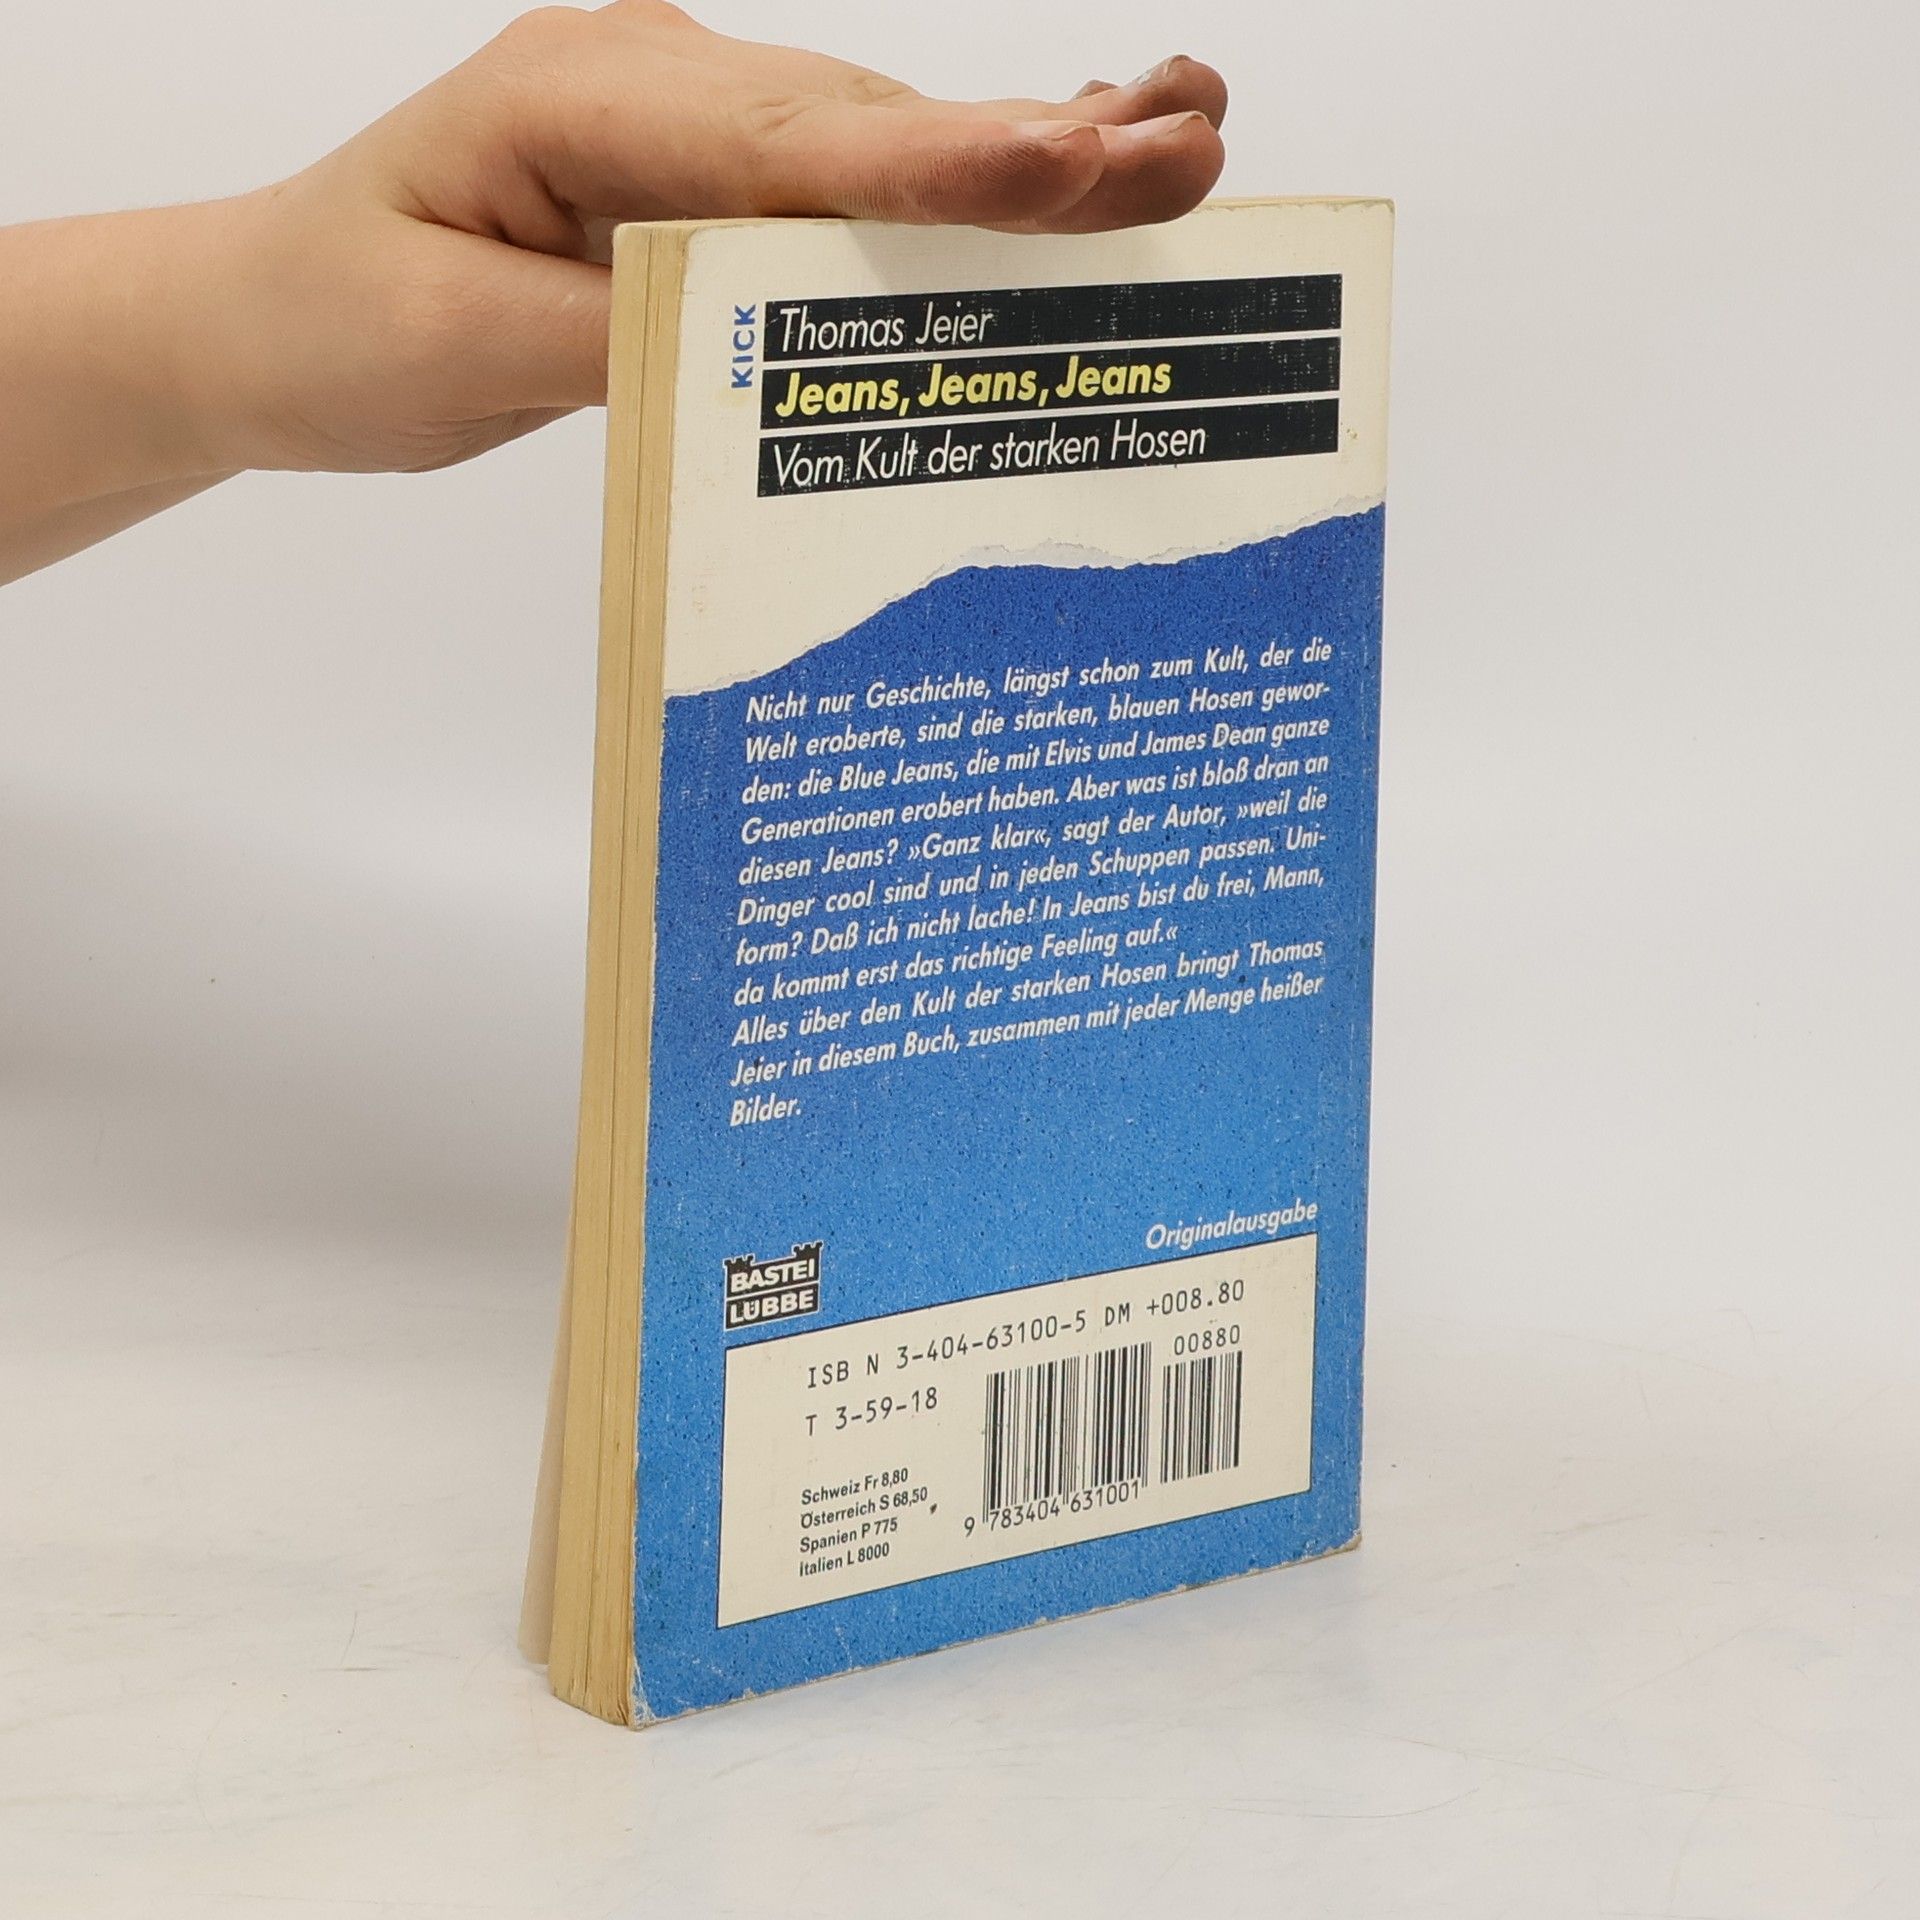 KICK
Thomas Jeier
Jeans, Jeans, Jeans
Vom Kult der starken Hosen
Nicht nur Geschichte, längst schon zum Kult, der die
Welt eroberte, sind die starken, blauen Hosen gewor-
den: die Blue Jeans, die mit Elvis und James Dean ganze
Generationen erobert haben. Aber was ist bloß dran an
diesen Jeans? »Ganz klar«, sagt der Autor, »weil die
Dinger cool sind und in jeden Schuppen passen. Uni-
form? Daß ich nicht lache! In Jeans bist du frei, Mann,
da kommt erst das richtige Feeling auf.«
Alles über den Kult der starken Hosen bringt Thomas
Jeier in diesem Buch, zusammen mit jeder Menge heißer
Bilder.
Originalausgabe
BASTEI
LÜBBE
ISB N 3-404-63100-5 DM +008.80
T 3-59-18
00880
Schweiz Fr 8,80
Österreich S 68,50
Spanien P 775
Italien L 8000
9 783404 631001